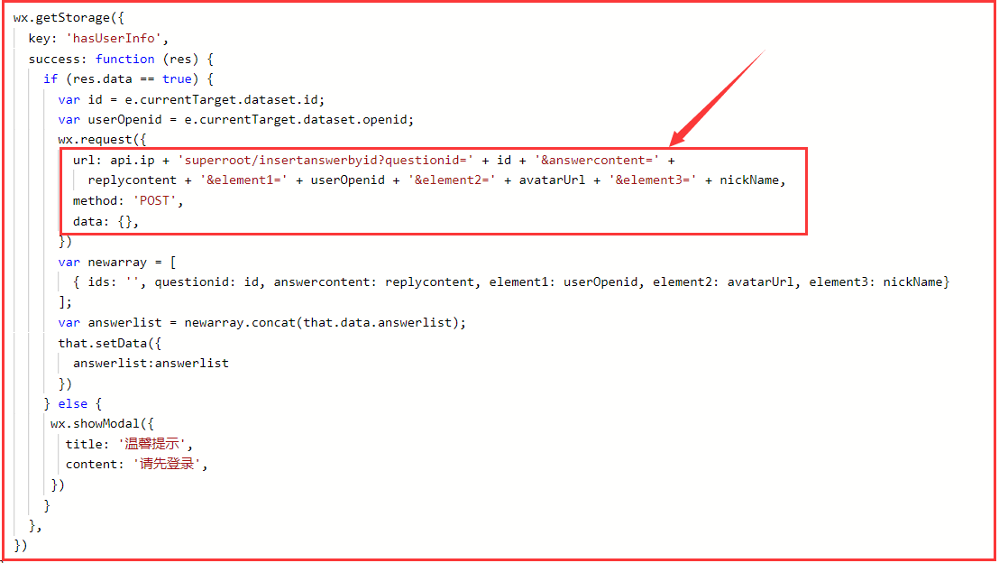 wx.getStorage({
key: 'hasUserInfo',
success: function (res) {
if (res.data == true) {
var id = e.currentTarget.dataset.id;
var userOpenid = e.currentTarget.dataset.openid;
wx.request({
url: api.ip + 'superroot/insertanswerbyid?questionid=' + id + '&answercontent=' +
replycontent + '&element1=' + userOpenid + '&element2=' + avatarUrl + '&element3=' + nickName,
method: 'POST',
data: {},
})
var newarray = [
{ ids: '', questionid: id, answercontent: replycontent, element1: userOpenid, element2: avatarUrl, element3: nickName}
];
var answerlist = newarray.concat(that.data.answerlist);
that.setData({
answerlist:answerlist
})
} else {
wx.showModal({
title: '温馨提示',
content: '请先登录',
})
}
},
})